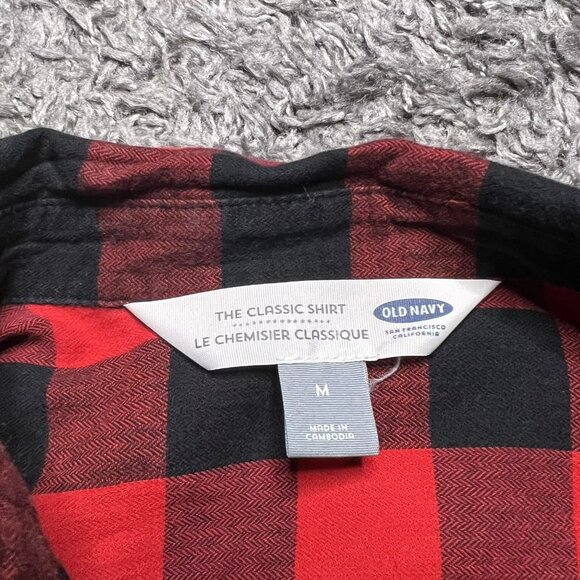 THE CLASSIC SHIRT
LE CHEMISIER CLASSIQUE
OLD NAVY
SAN FRANCISCO
CALIFORNIA
M
MADE IN
CAMBODIA